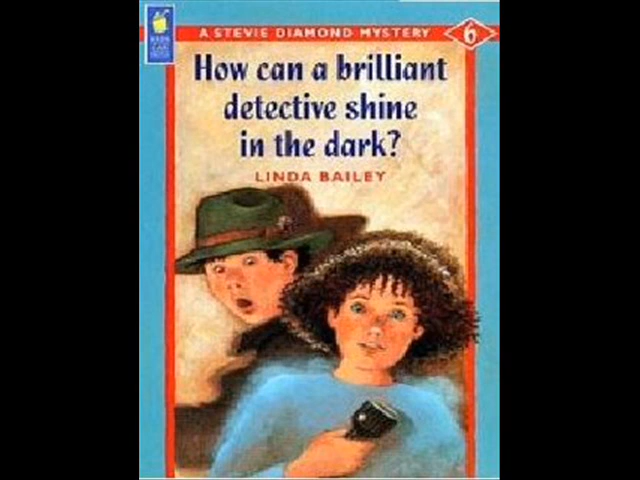 A STEVIE DIAMOND MYSTERY 6
How can a brilliant
detective shine
in the dark?
LINDA BAILEY